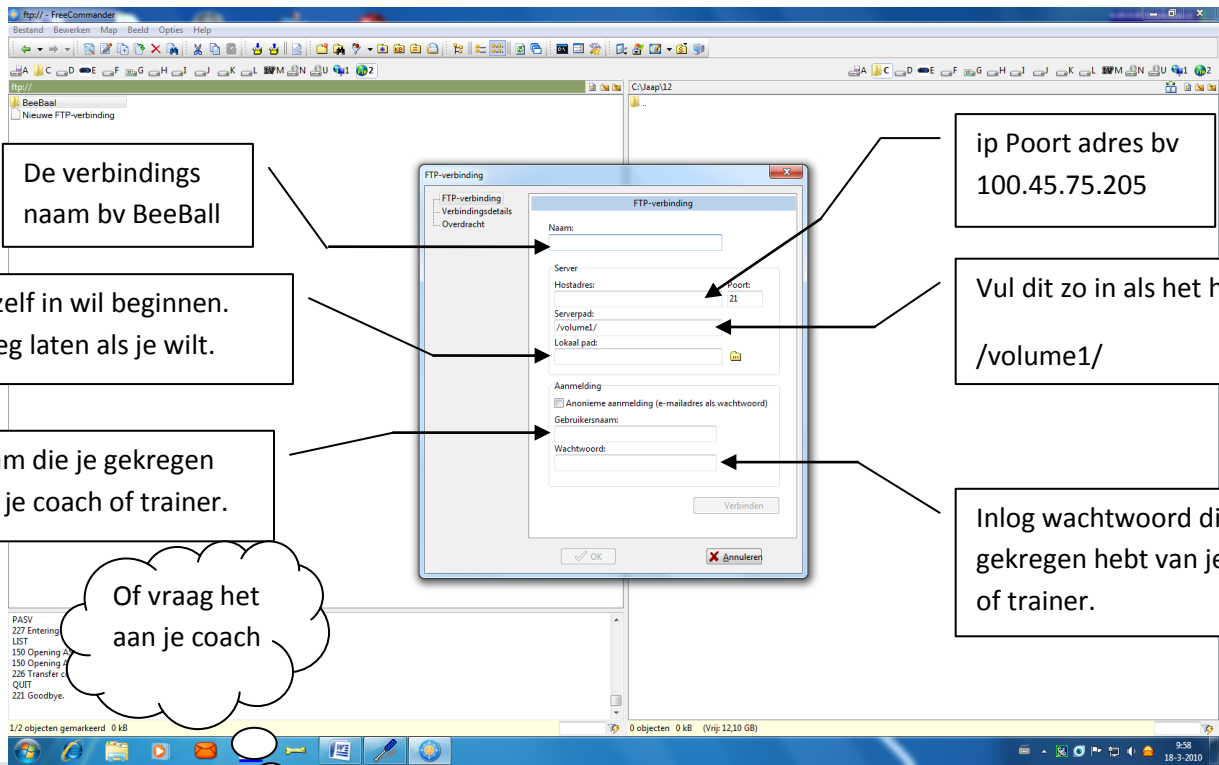 ftp:// - FreeCommander
Bestand Bewerken Map Beeld Opties Help
A C D E F G H I J K L M N U 1 2
A C D E F G H I J K L M N U 1 2
ftp://
C:\Jaap\12
BeeBaal
Nieuwe FTP-verbinding
..
De verbindings
naam bv BeeBall
ip Poort adres bv
100.45.75.205
zelf in wil beginnen.
eg laten als je wilt.
Vul dit zo in als het h
/volume1/
am die je gekregen
je coach of trainer.
Inlog wachtwoord di
gekregen hebt van je
of trainer.
Of vraag het
aan je coach
FTP-verbinding
FTP-verbinding
Verbindingsdetails
Overdracht
FTP-verbinding
Naam:
Server
Hostadres: Poort:
21
Serverpad:
/volume1/
Lokaal pad:
Aanmelding
Anonieme aanmelding (e-mailadres als wachtwoord)
Gebruikersnaam:
Wachtwoord:
Verbinden
OK Annuleren
PASV
227 Entering
LIST
150 Opening A
150 Opening A
226 Transfer c
QUIT
221 Goodbye.
1/2 objecten gemarkeerd 0 kB
0 objecten 0 kB (Vrij: 12,10 GB)
9:58
18-3-2010